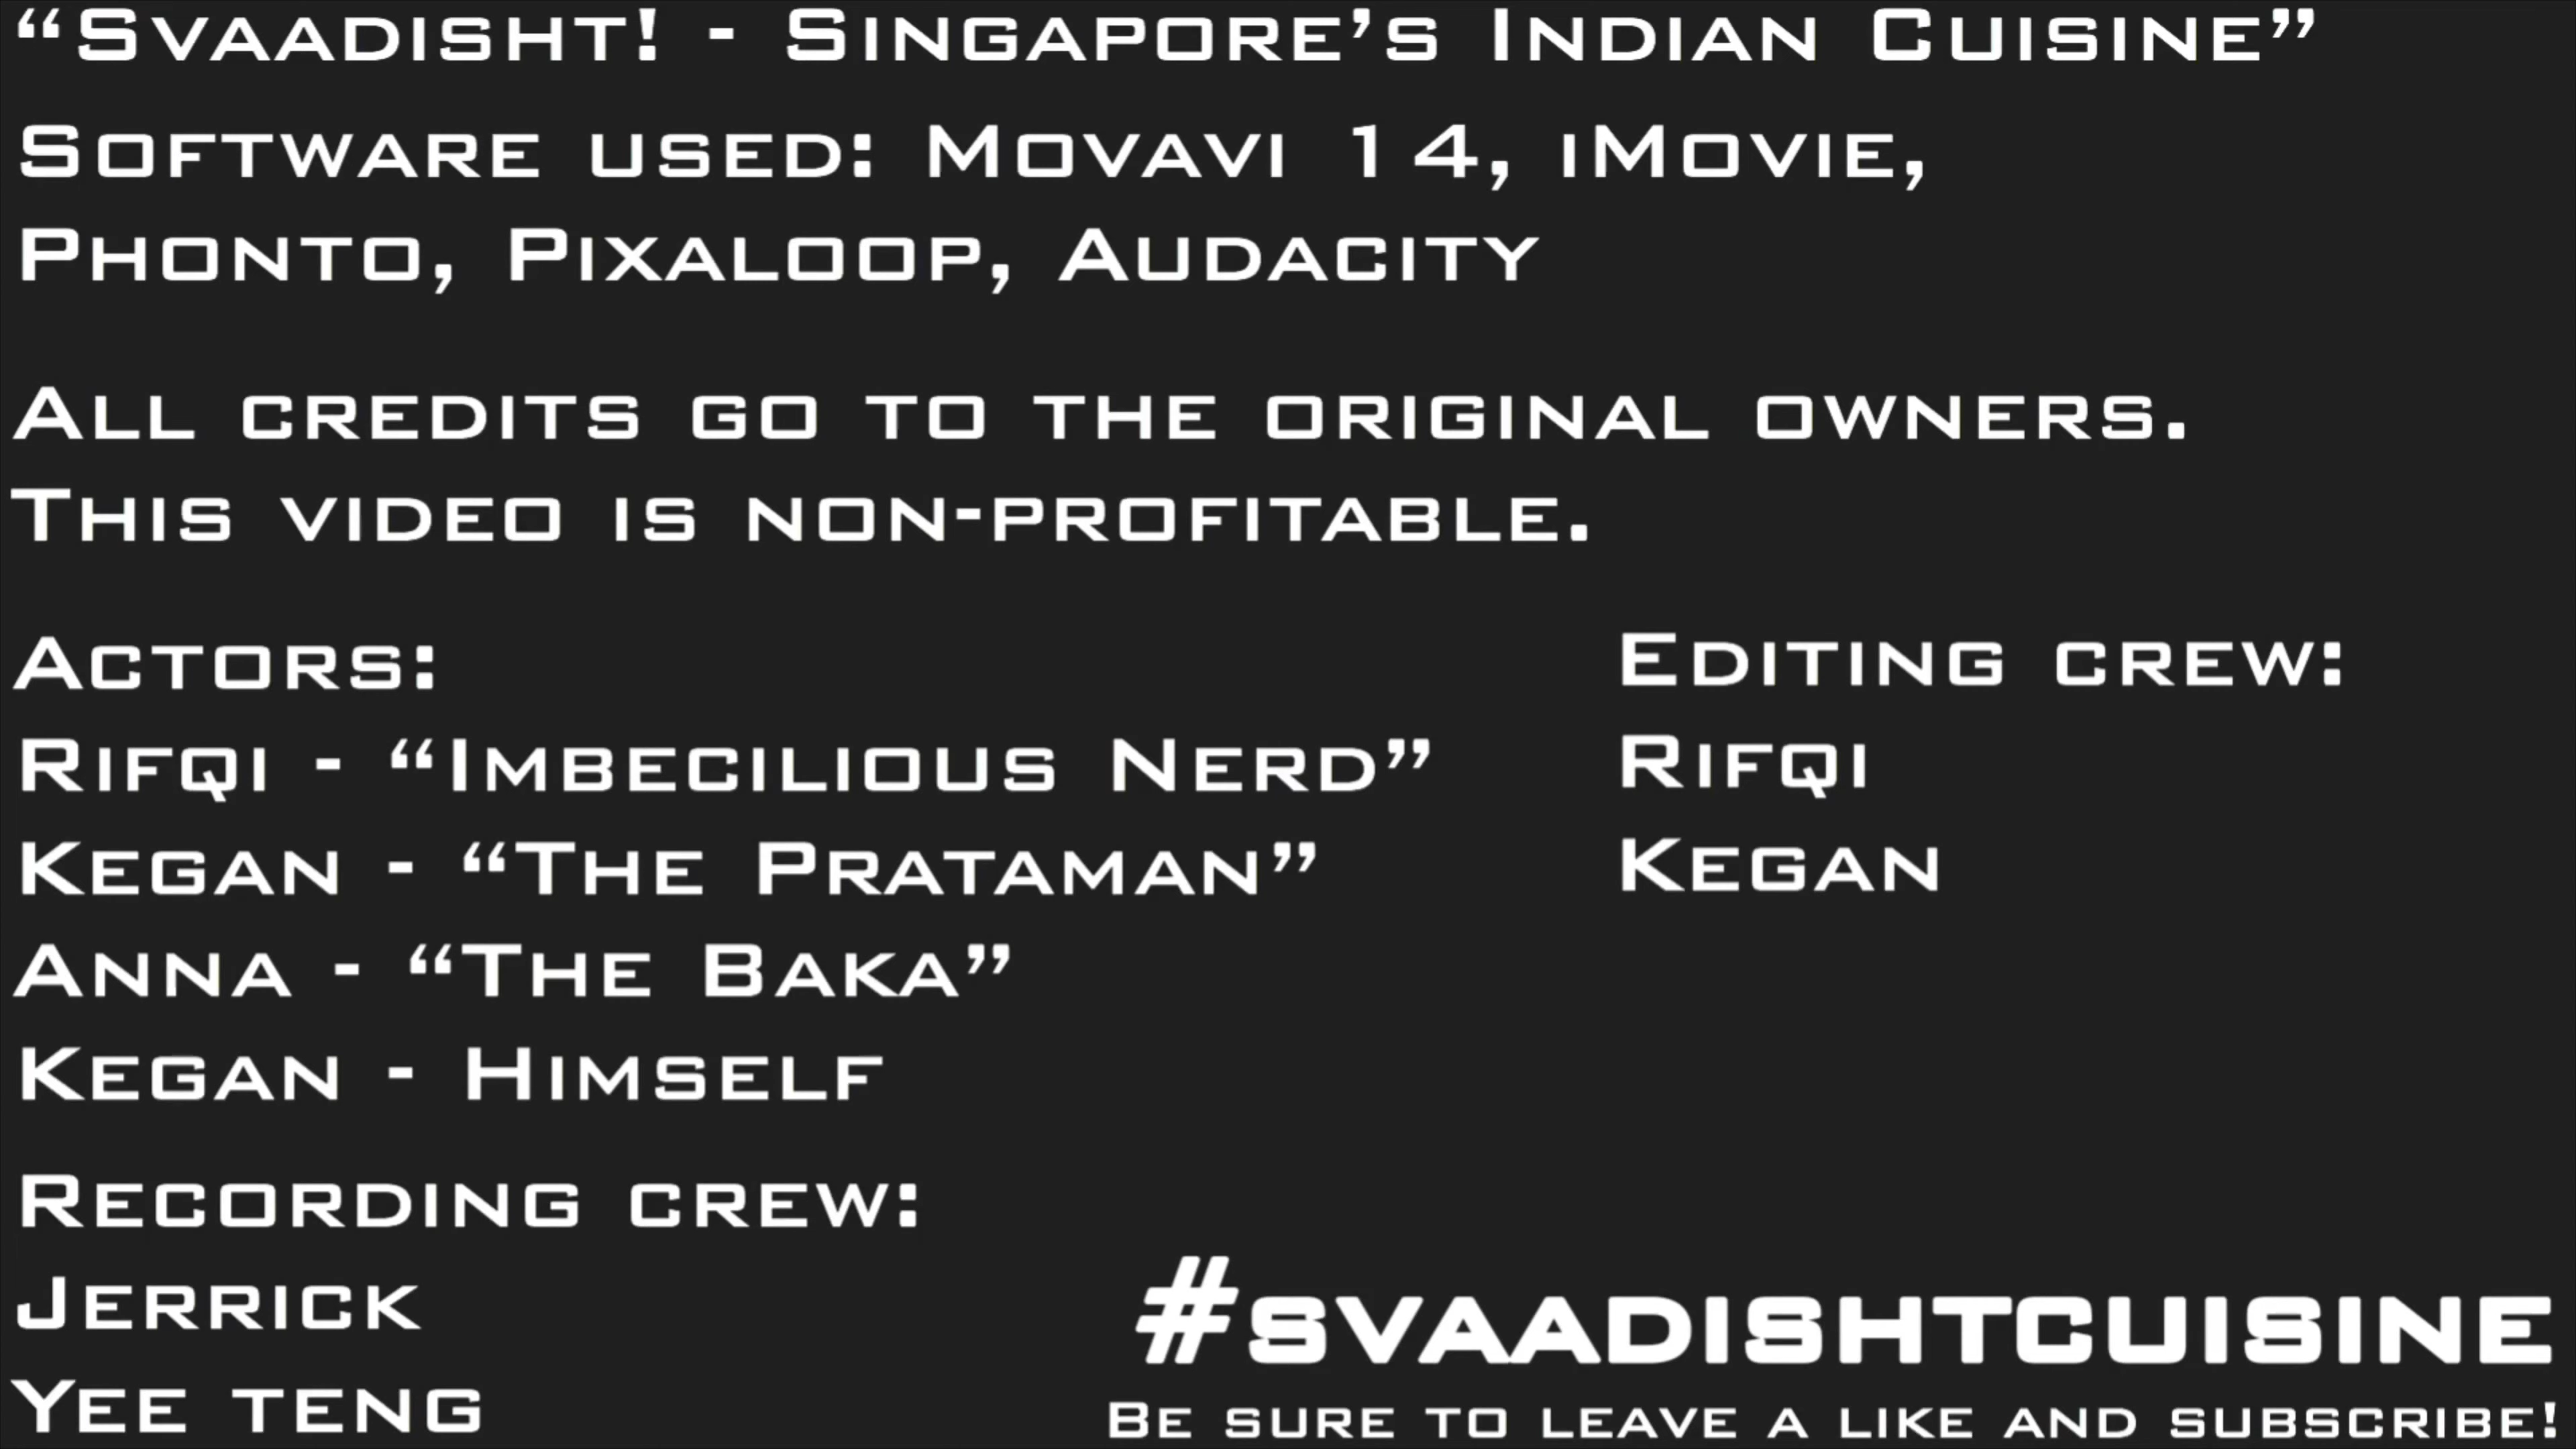 “Svaadisht! - Singapore’s Indian Cuisine”
Software used: Movavi 14, iMovie,
Phonto, Pixaloop, Audacity
All credits go to the original owners.
This video is non-profitable.
Actors:
Rifqi - “Imbecilious Nerd”
Kegan - “The Prataman”
Anna - “The Baka”
Kegan - Himself
Editing crew:
Rifqi
Kegan
Recording crew:
Jerrick
Yee teng
#svaadishtcuisine
Be sure to leave a like and subscribe!